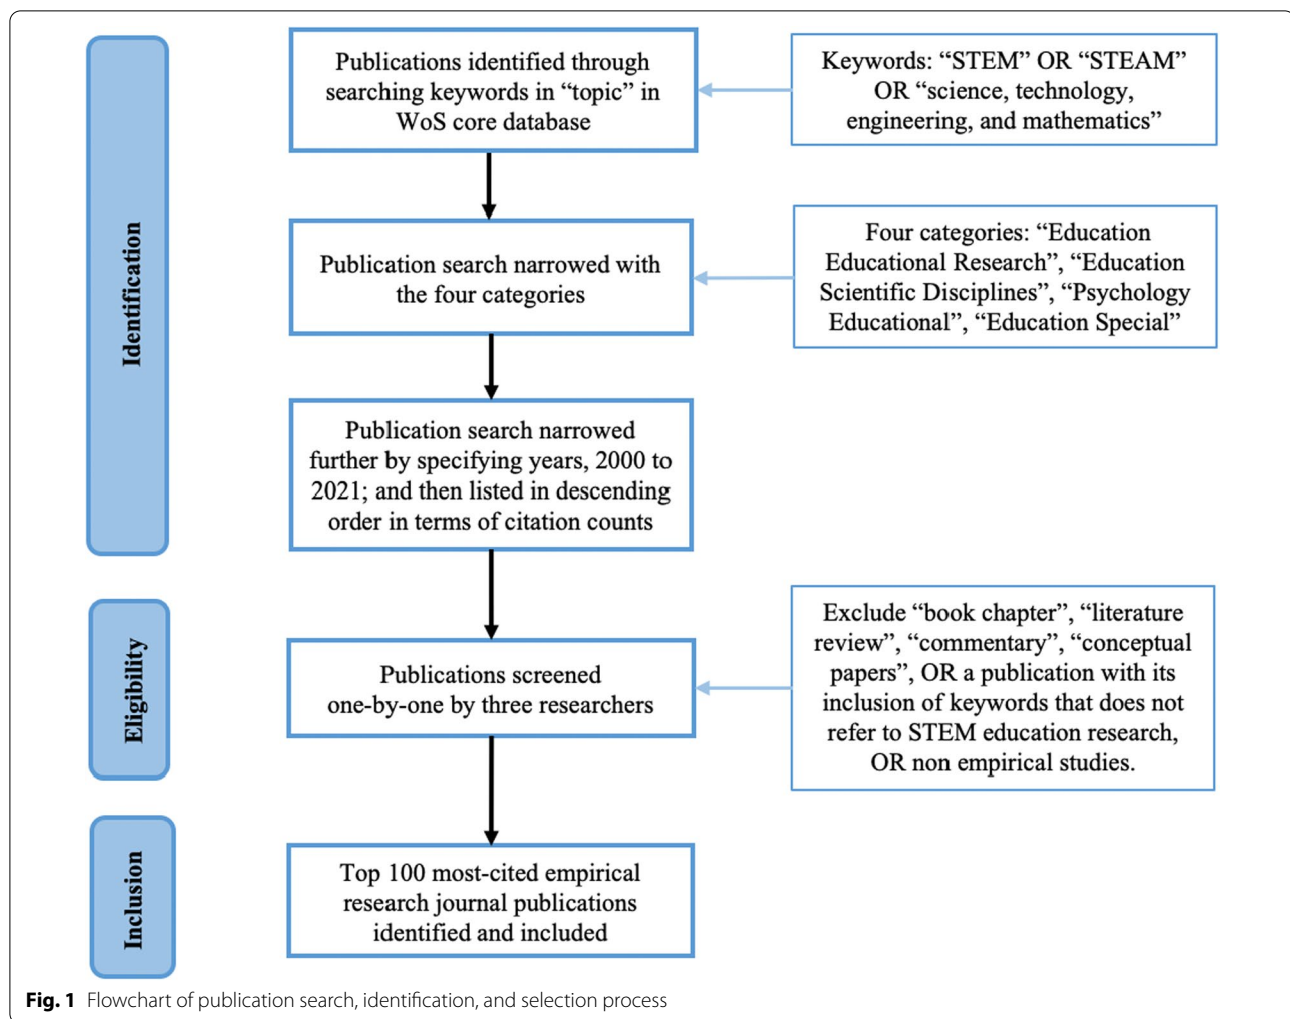 Identification
Publications identified through
searching keywords in “topic” in
WoS core database
Keywords: “STEM” OR “STEAM”
OR “science, technology,
engineering, and mathematics”
Publication search narrowed with
the four categories
Four categories: “Education
Educational Research”, “Education
Scientific Disciplines”, “Psychology
Educational”, “Education Special”
Publication search narrowed
further by specifying years, 2000 to
2021; and then listed in descending
order in terms of citation counts
Eligibility
Publications screened
one-by-one by three researchers
Exclude “book chapter”, “literature
review”, “commentary”, “conceptual
papers”, OR a publication with its
inclusion of keywords that does not
refer to STEM education research,
OR non empirical studies.
Inclusion
Top 100 most-cited empirical
research journal publications
identified and included
Fig. 1 Flowchart of publication search, identification, and selection process